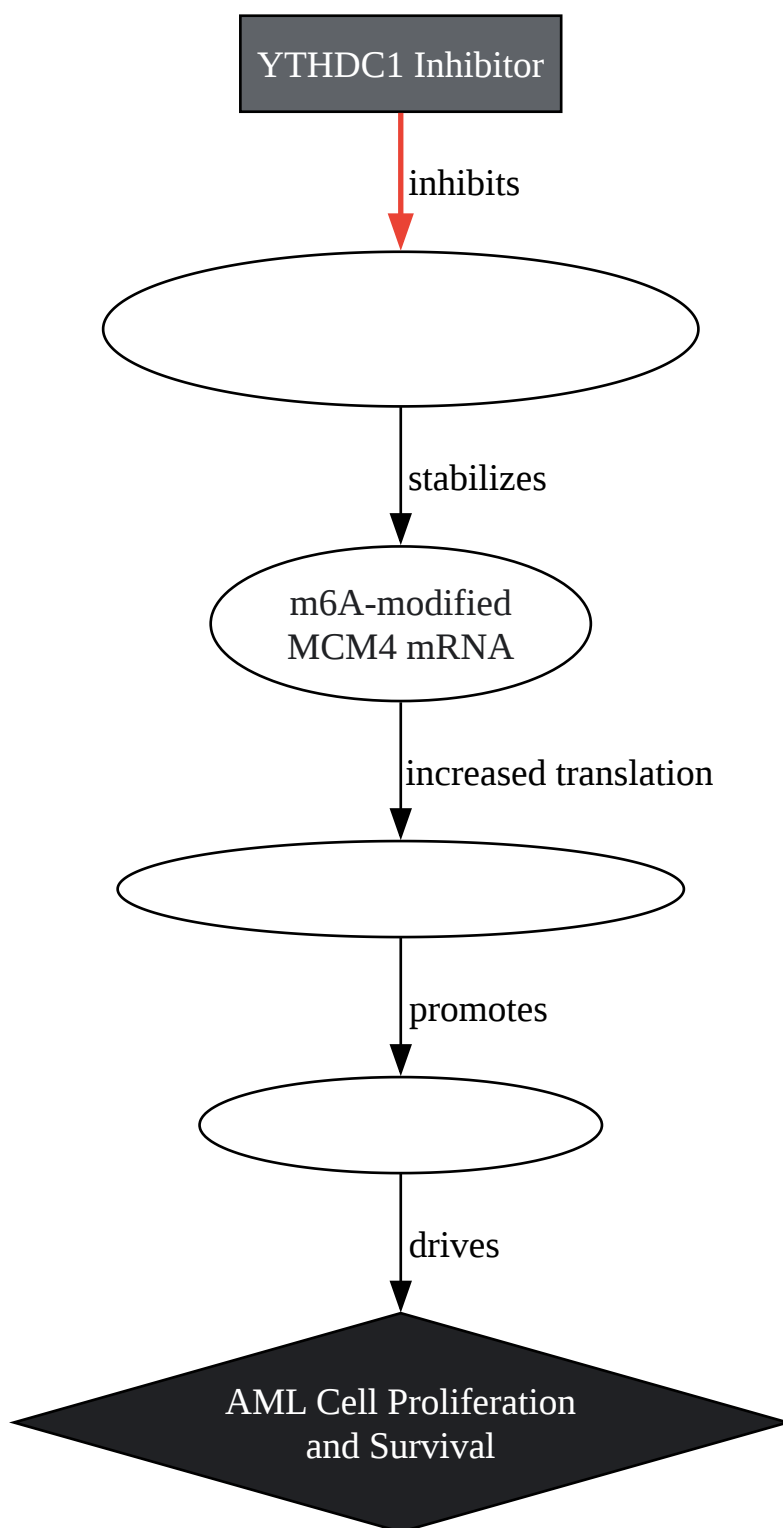 YTHDC1 Inhibitor
inhibits
stabilizes
m6A-modified
MCM4 mRNA
increased translation
promotes
drives
AML Cell Proliferation
and Survival